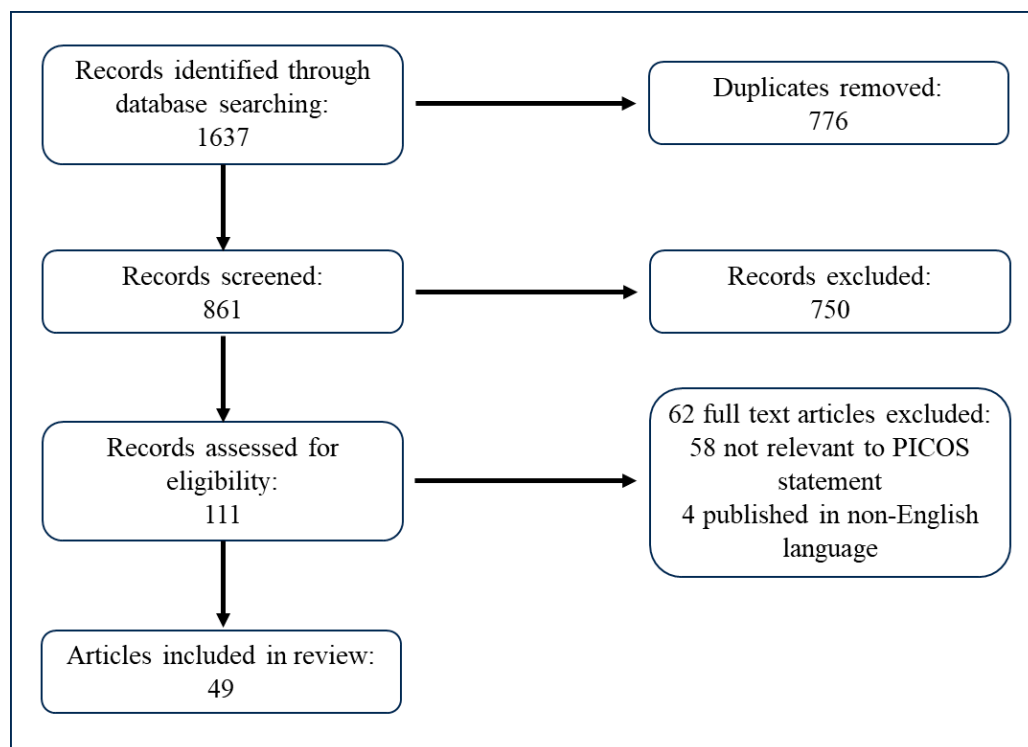 Records identified through
database searching:
1637
Duplicates removed:
776
Records screened:
861
Records excluded:
750
Records assessed for
eligibility:
111
62 full text articles excluded:
58 not relevant to PICOS
statement
4 published in non-English
language
Articles included in review:
49